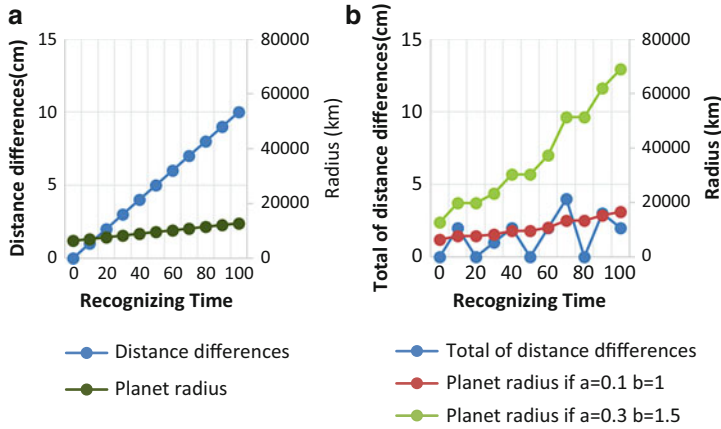 a
15
10
5
0
Distance differences(cm)
80000
60000
40000
20000
0
Radius (km)
0 20 40 60 80 100
Recognizing Time
Distance differences
Planet radius
b
15
10
5
0
Total of distance differences(cm)
80000
60000
40000
20000
0
Radius (km)
0 20 40 60 80 100
Recognizing Time
Total of distance dfifferences
Planet radius if a=0.1 b=1
Planet radius if a=0.3 b=1.5